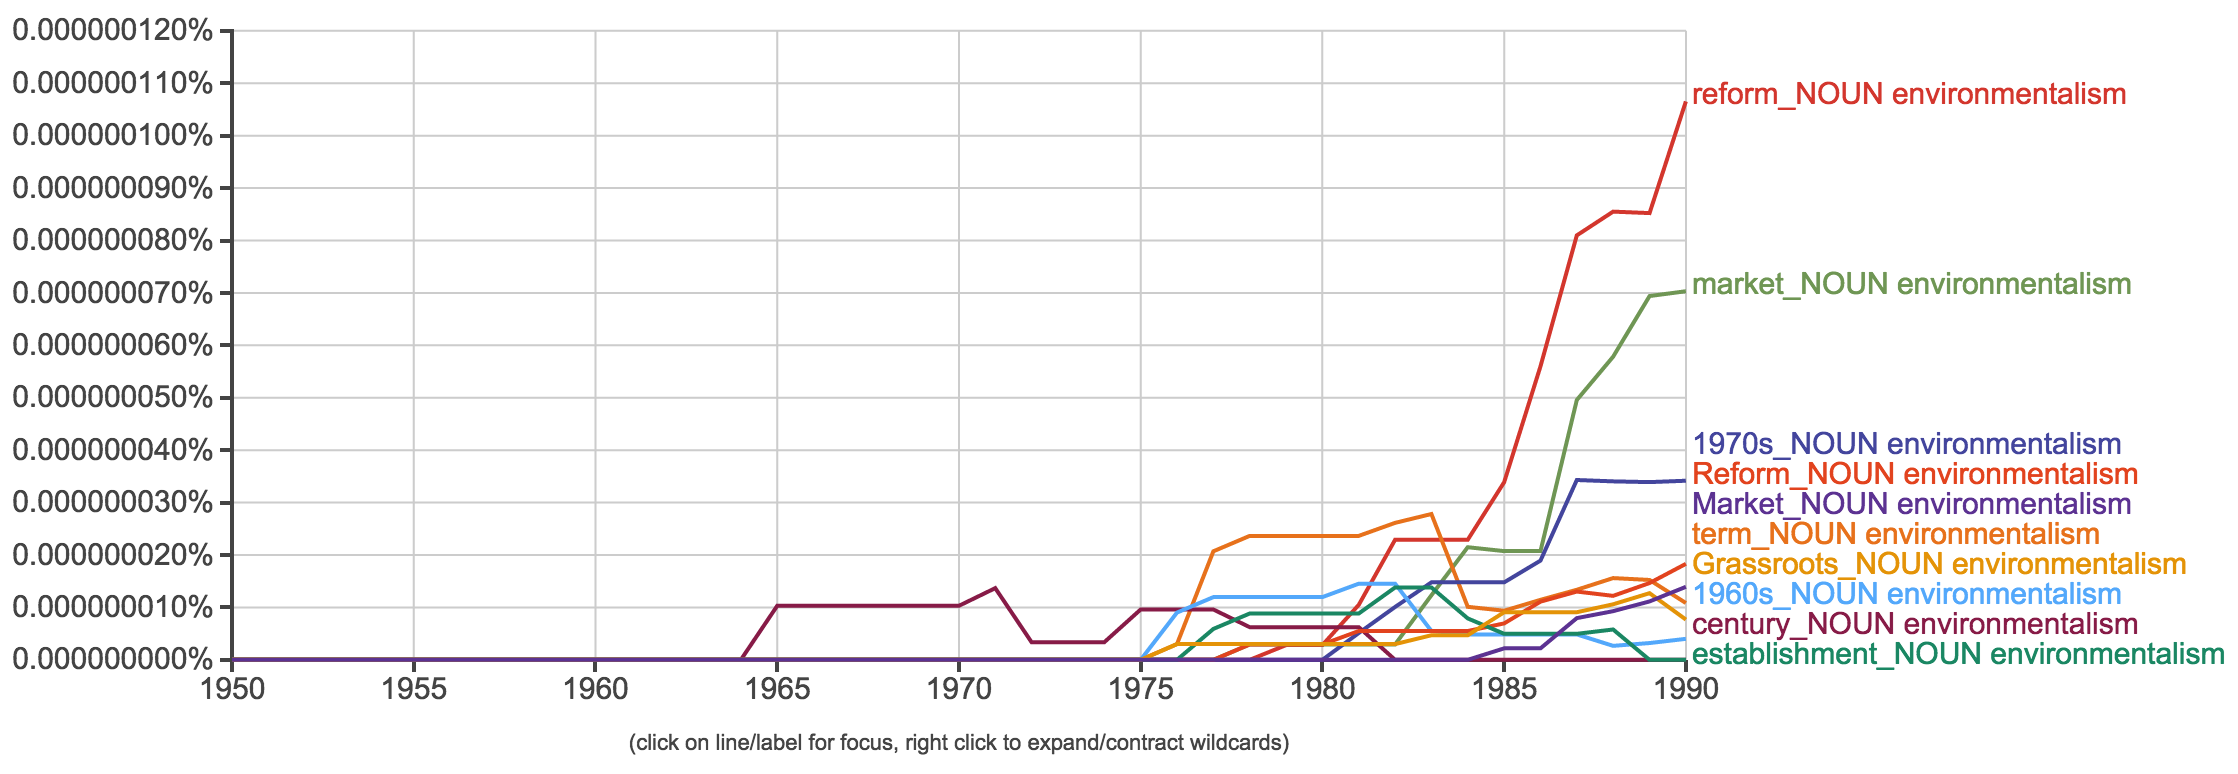 0.000000120%
0.000000110%
0.000000100%
0.000000090%
0.000000080%
0.000000070%
0.000000060%
0.000000050%
0.000000040%
0.000000030%
0.000000020%
0.000000010%
0.000000000%
1950 1955 1960 1965 1970 1975 1980 1985 1990
reform_NOUN environmentalism
market_NOUN environmentalism
1970s_NOUN environmentalism
Reform_NOUN environmentalism
Market_NOUN environmentalism
term_NOUN environmentalism
Grassroots_NOUN environmentalism
1960s_NOUN environmentalism
century_NOUN environmentalism
establishment_NOUN environmentalism
(click on line/label for focus, right click to expand/contract wildcards)